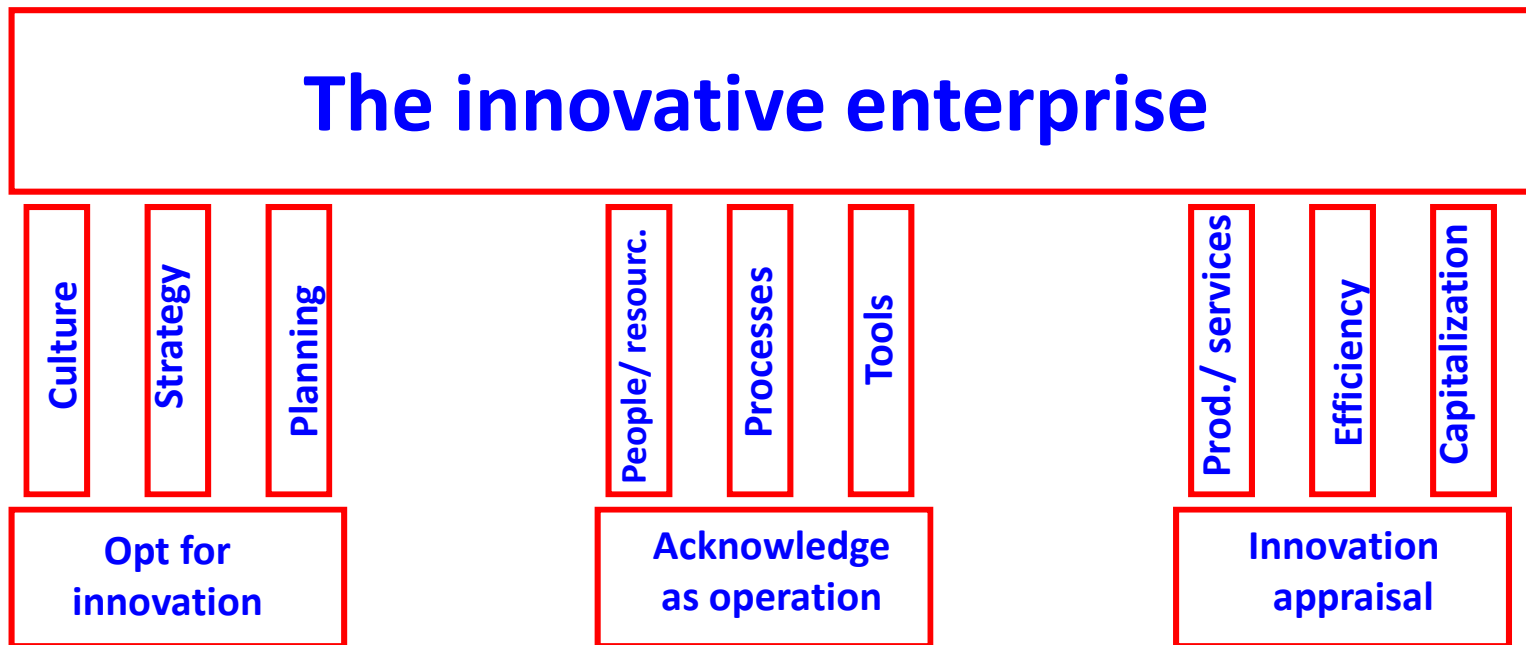 The innovative enterprise
Culture
Strategy
Planning
People/ resourc.
Processes
Tools
Prod./ services
Efficiency
Capitalization
Opt for
innovation
Acknowledge
as operation
Innovation
appraisal